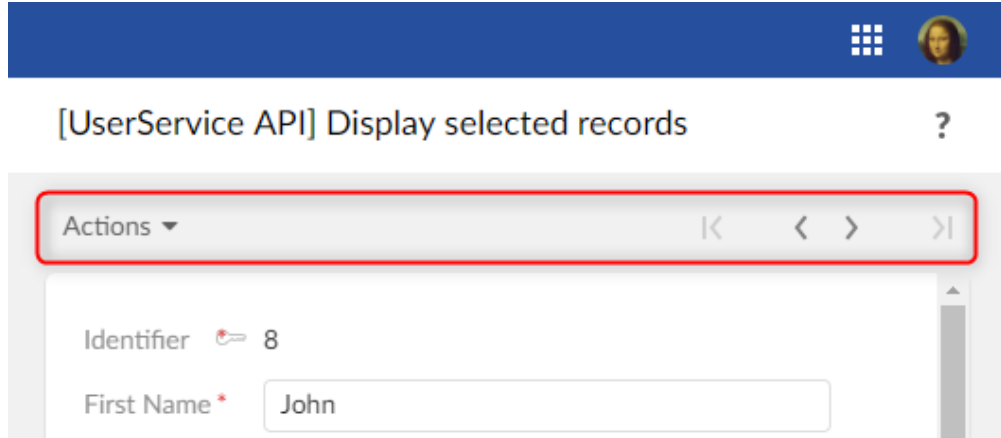 [UserService API] Display selected records ?
Actions
Identifier * 8
First Name * John